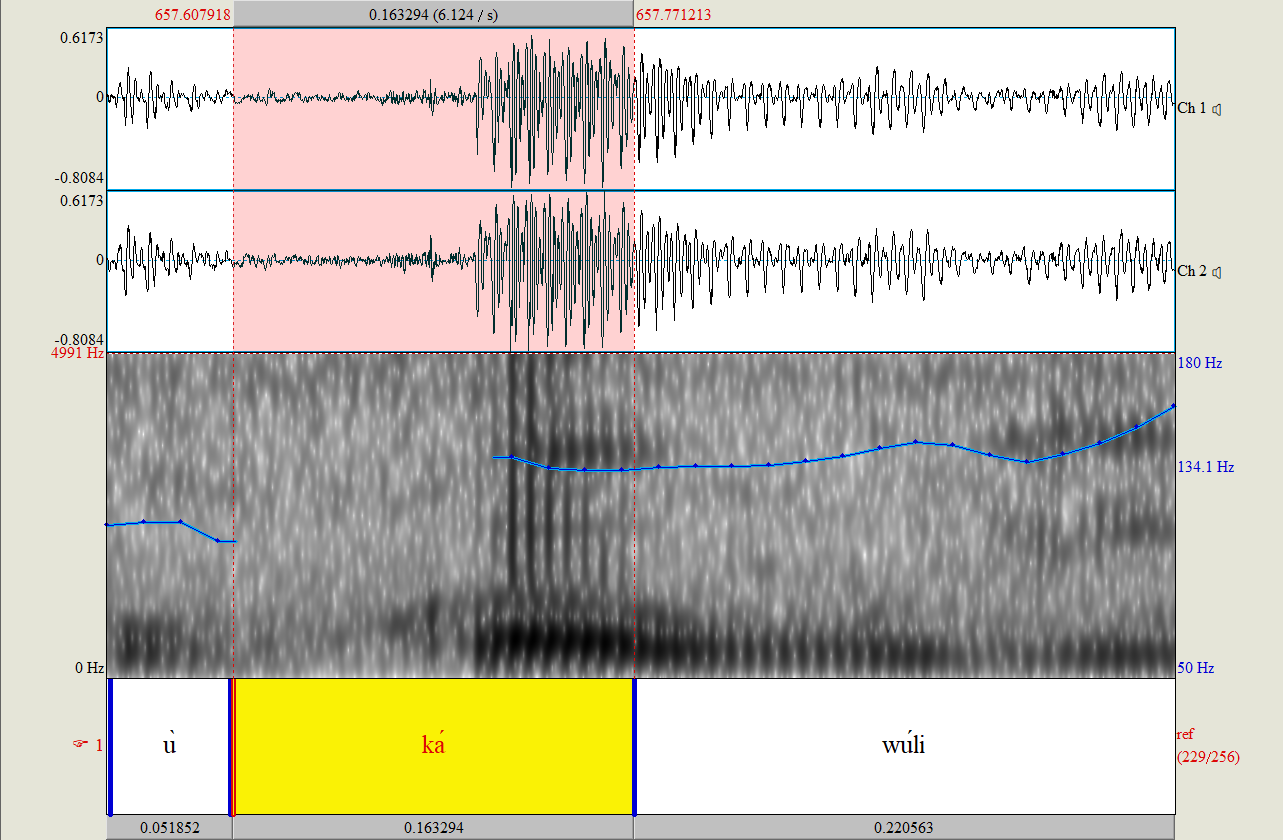 657.607918 0.163294 (6.124 / s) 657.771213
0.6173
0
-0.8084
Ch 1
0.6173
0
-0.8084
Ch 2
4991 Hz
180 Hz
134.1 Hz
0 Hz
50 Hz
1 ù ká wúli ref
(229/256)
0.051852 0.163294 0.220563